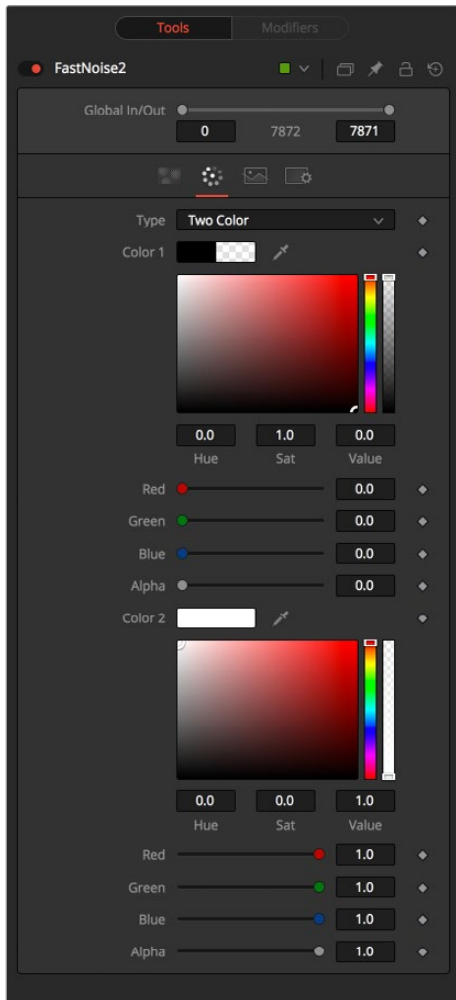 Tools Modifiers
FastNoise2
Global In/Out
0 7872 7871
Type Two Color
Color 1
0.0 1.0 0.0
Hue Sat Value
Red 0.0
Green 0.0
Blue 0.0
Alpha 0.0
Color 2
0.0 0.0 1.0
Hue Sat Value
Red 1.0
Green 1.0
Blue 1.0
Alpha 1.0